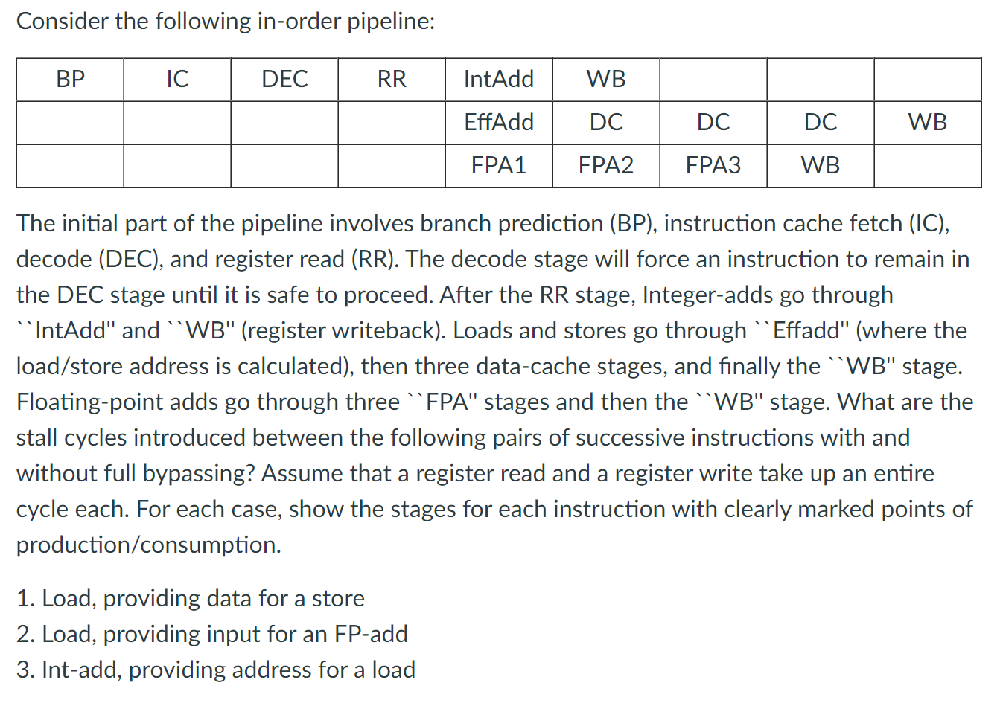 Consider the following in-order pipeline:
BP IC DEC RR IntAdd WB
EffAdd DC DC DC WB
FPA1 FPA2 FPA3 WB
The initial part of the pipeline involves branch prediction (BP), instruction cache fetch (IC),
decode (DEC), and register read (RR). The decode stage will force an instruction to remain in
the DEC stage until it is safe to proceed. After the RR stage, Integer-adds go through
``IntAdd" and ``WB" (register writeback). Loads and stores go through ``Effadd" (where the
load/store address is calculated), then three data-cache stages, and finally the ``WB" stage.
Floating-point adds go through three ``FPA" stages and then the ``WB" stage. What are the
stall cycles introduced between the following pairs of successive instructions with and
without full bypassing? Assume that a register read and a register write take up an entire
cycle each. For each case, show the stages for each instruction with clearly marked points of
production/consumption.
1. Load, providing data for a store
2. Load, providing input for an FP-add
3. Int-add, providing address for a load